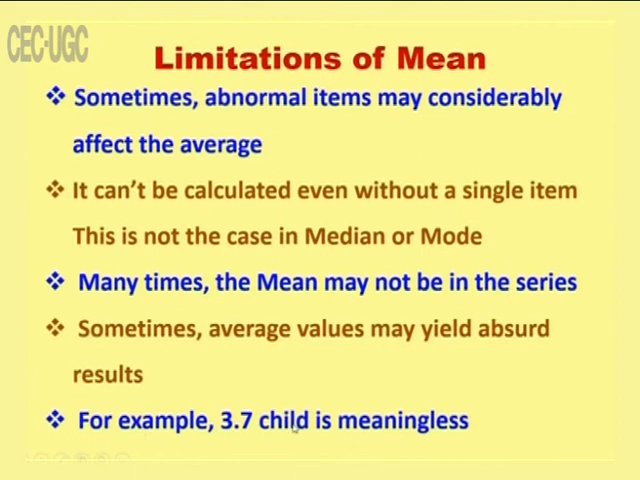 CEC-UGC
Limitations of Mean
❖ Sometimes, abnormal items may considerably
affect the average
❖ It can't be calculated even without a single item
This is not the case in Median or Mode
❖ Many times, the Mean may not be in the series
❖ Sometimes, average values may yield absurd
results
❖ For example, 3.7 child is meaningless